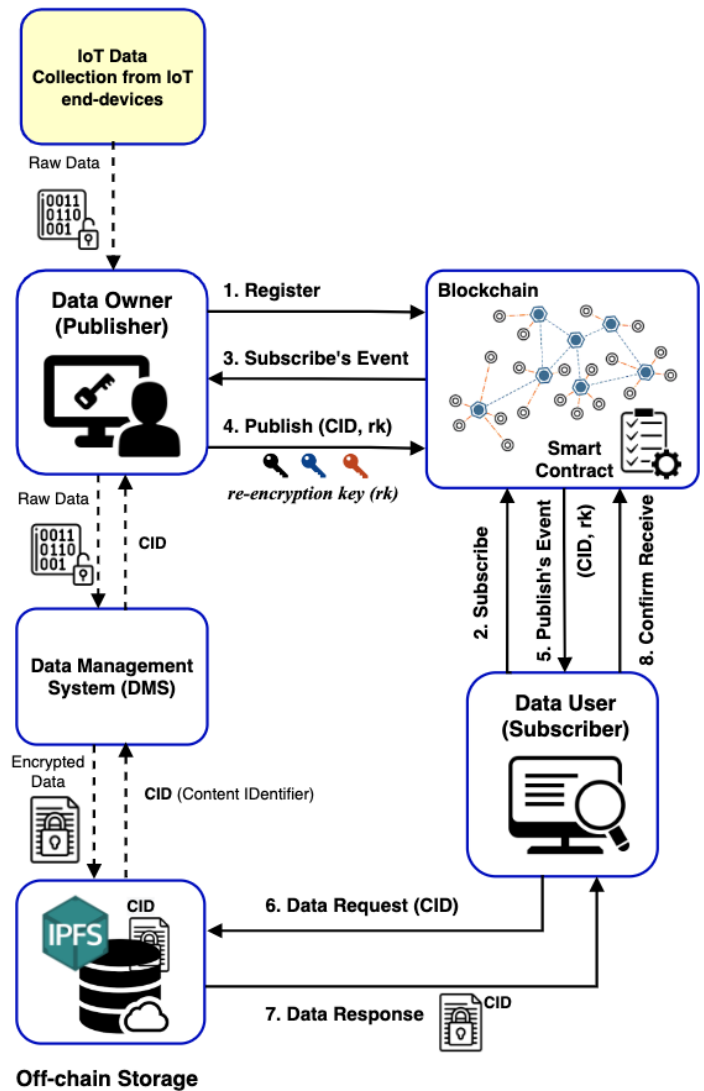 IoT Data
Collection from IoT
end-devices
Raw Data
0011
0110
001
Data Owner
(Publisher)
1. Register
3. Subscribe's Event
4. Publish (CID, rk)
re-encryption key (rk)
Blockchain
Smart
Contract
Raw Data
0011
0110
001
CID
2. Subscribe
5. Publish's Event
(CID, rk)
8. Confirm Receive
Data Management
System (DMS)
Data User
(Subscriber)
Encrypted
Data
CID (Content IDentifier)
CID
IPFS
6. Data Request (CID)
7. Data Response
CID
Off-chain Storage